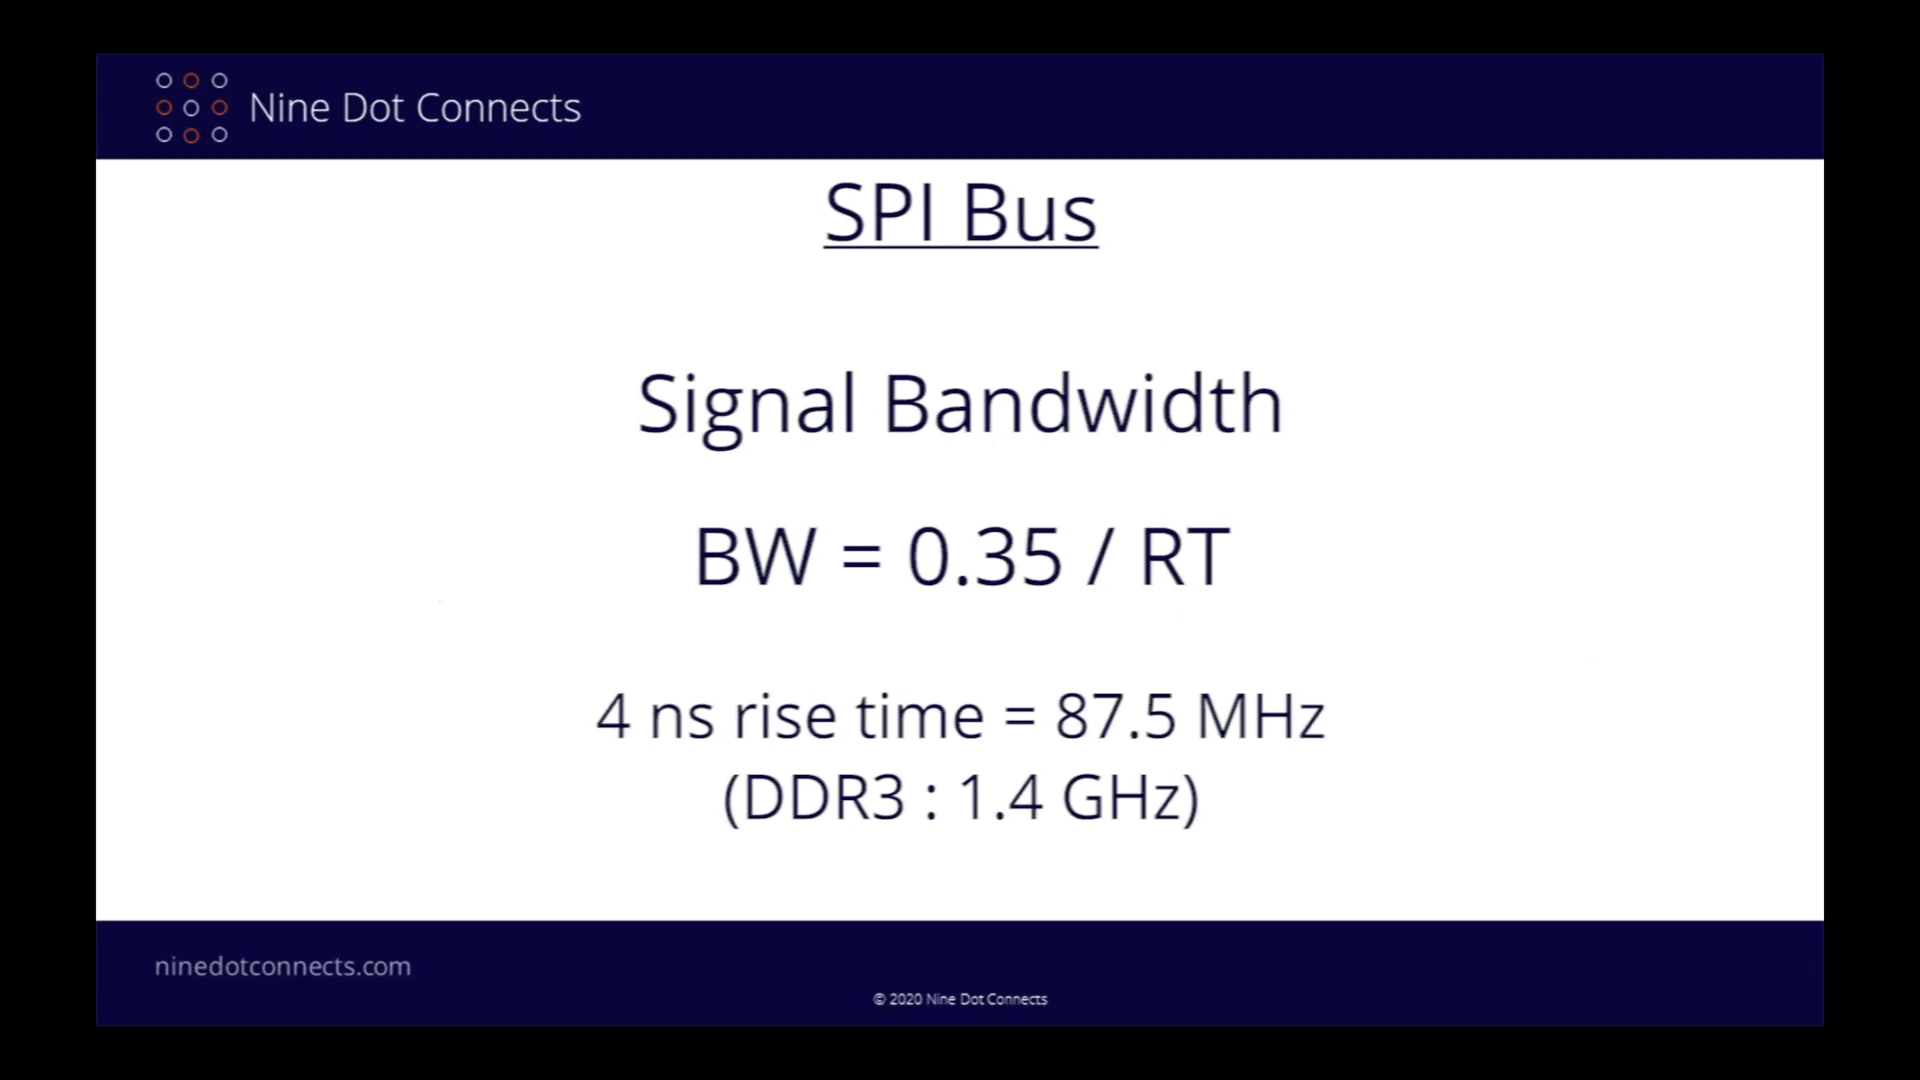 Nine Dot Connects
SPI Bus
Signal Bandwidth
BW = 0.35 / RT
4 ns rise time = 87.5 MHz
(DDR3 : 1.4 GHz)
ninedotconnects.com
© 2020 Nine Dot Connects